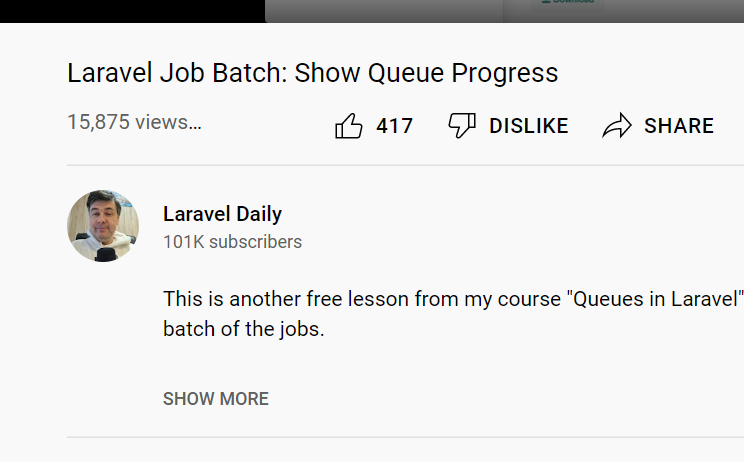 Download
Laravel Job Batch: Show Queue Progress
15,875 views…
417
DISLIKE
SHARE
Laravel Daily
101K subscribers
This is another free lesson from my course "Queues in Laravel"
batch of the jobs.
SHOW MORE